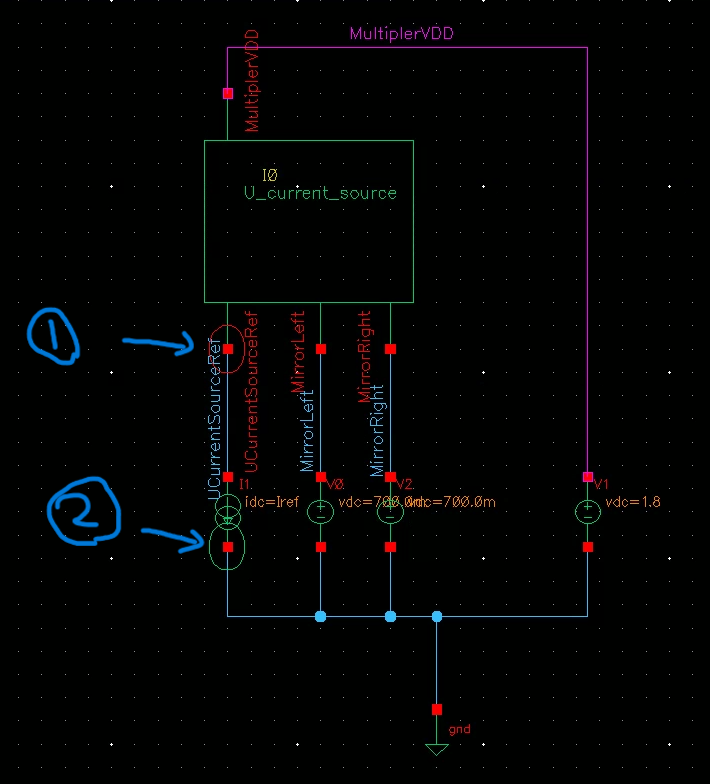 MultiplerVDD
MultiplerVDD
I0
U_current_source
1
UCurrentSourceRef
UCurrentSourceRef
MirrorLeft
MirrorLeft
MirrorRight
MirrorRight
2
I1
idc=Iref
V0
vdc=700.0m
V2
vdc=700.0m
V1
vdc=1.8
gnd